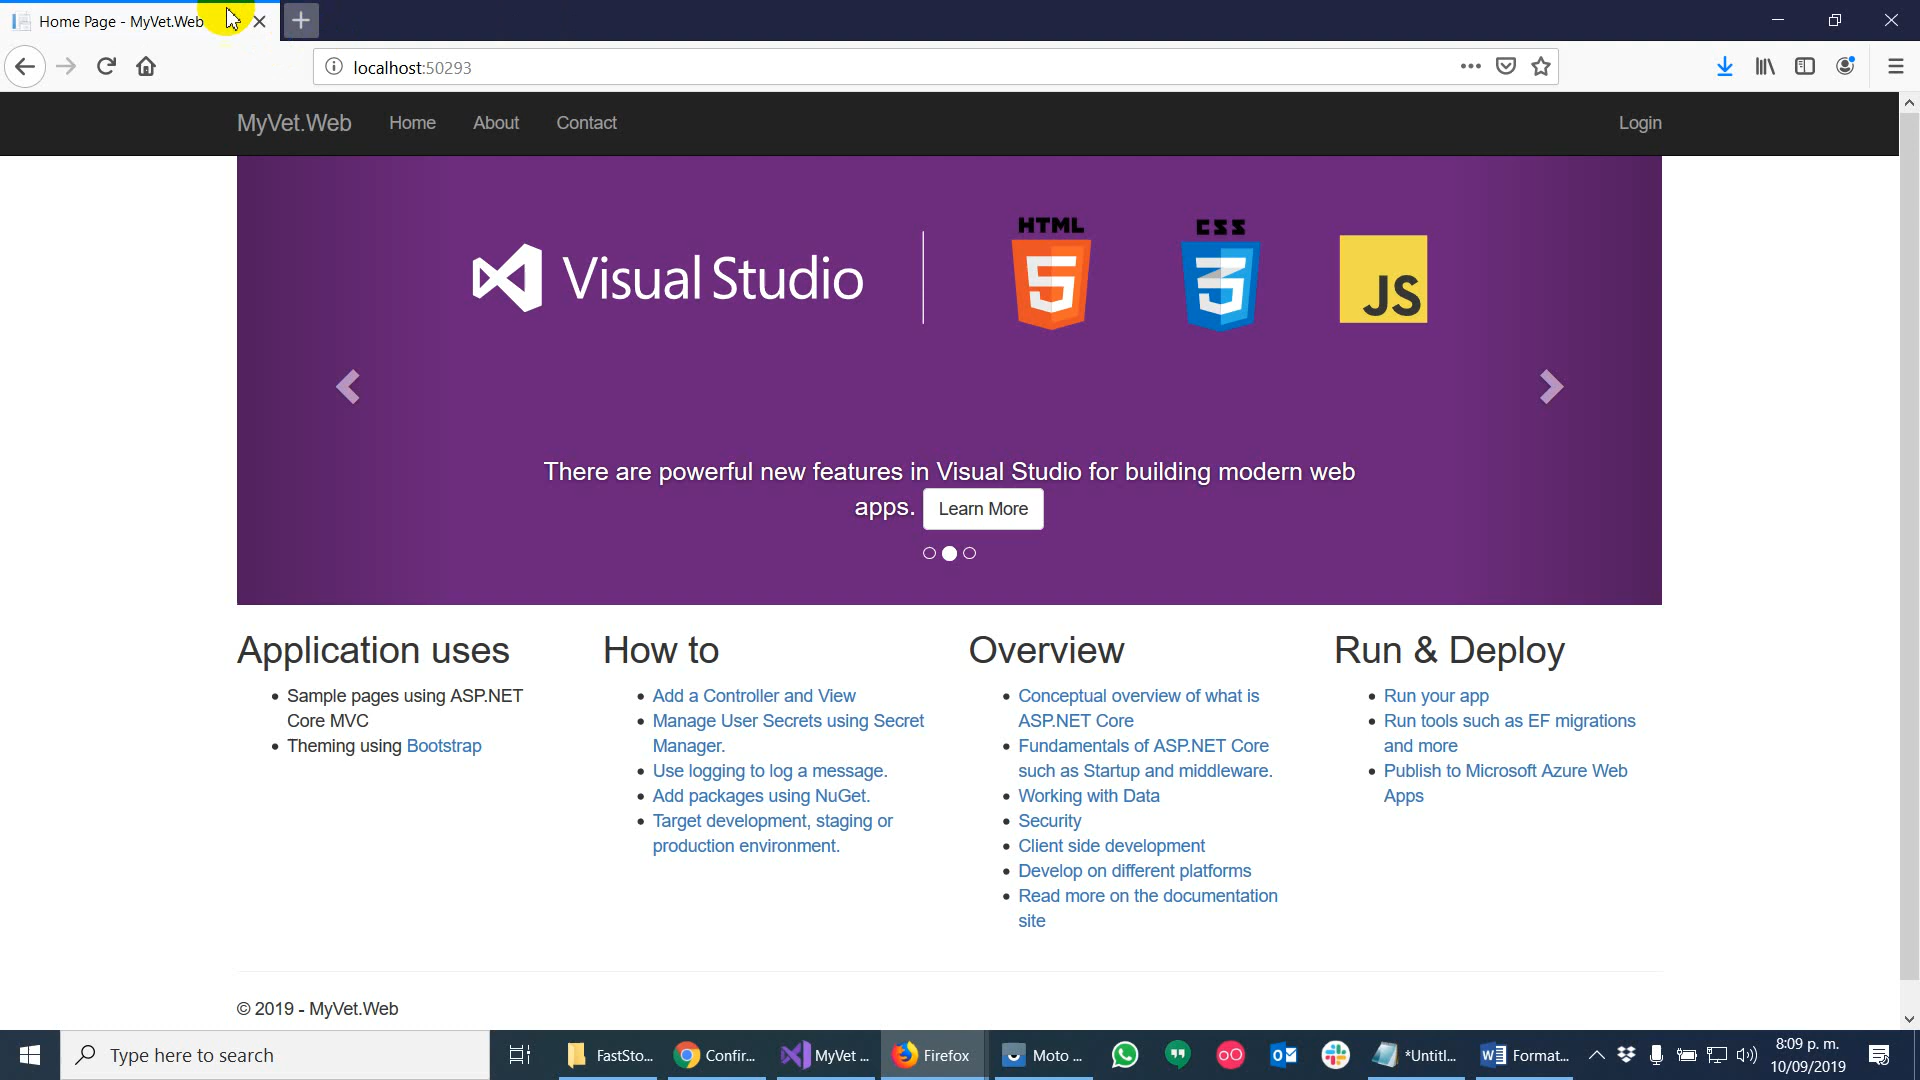 Home Page - MyVet.Web
localhost:50293
MyVet.Web Home About Contact Login
Visual Studio
HTML
5
CSS
3
JS
There are powerful new features in Visual Studio for building modern web
apps. Learn More
Application uses
Sample pages using ASP.NET
Core MVC
Theming using Bootstrap
How to
Add a Controller and View
Manage User Secrets using Secret
Manager.
Use logging to log a message.
Add packages using NuGet.
Target development, staging or
production environment.
Overview
Conceptual overview of what is
ASP.NET Core
Fundamentals of ASP.NET Core
such as Startup and middleware.
Working with Data
Security
Client side development
Develop on different platforms
Read more on the documentation
site
Run & Deploy
Run your app
Run tools such as EF migrations
and more
Publish to Microsoft Azure Web
Apps
© 2019 - MyVet.Web
Type here to search
FastSto...
Confir...
MyVet ...
Firefox
Moto ...
*Untitl...
Format...
8:09 p. m.
10/09/2019